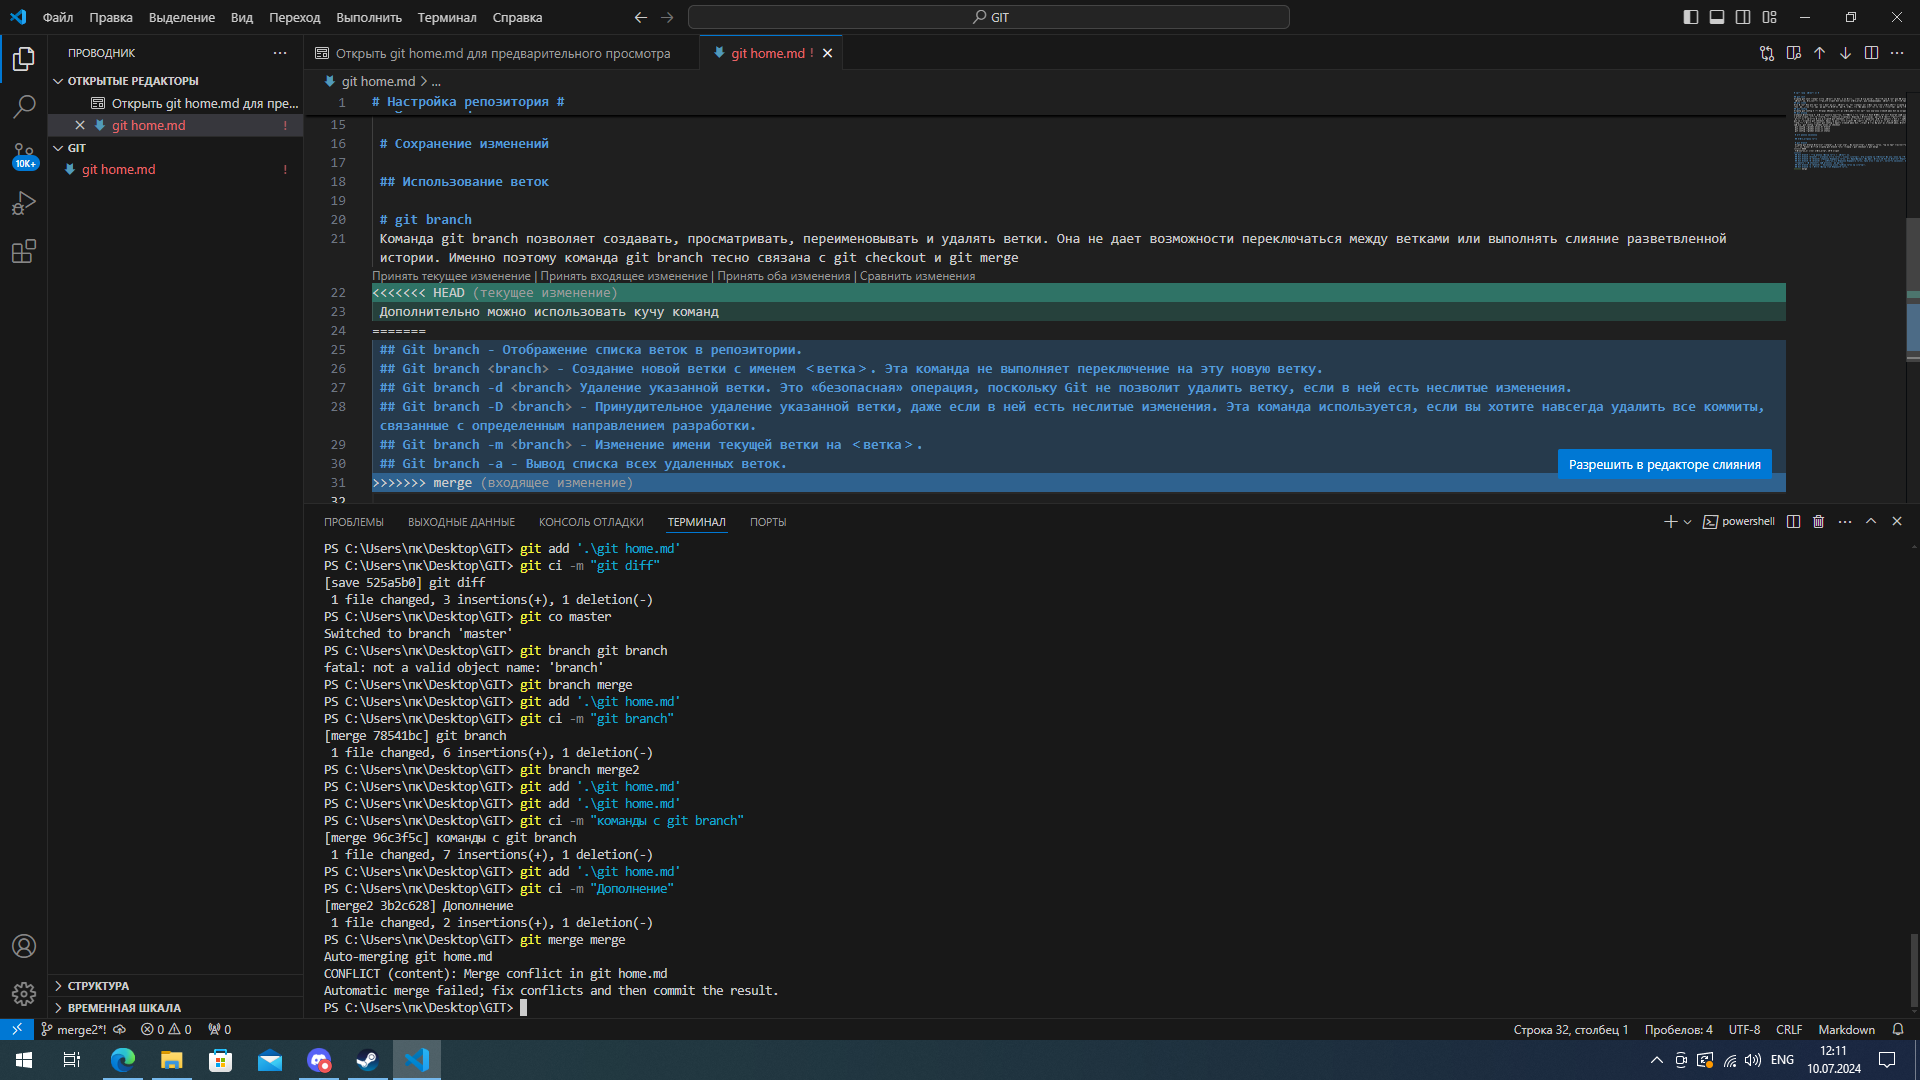 Файл Правка Выделение Вид Переход Выполнить Терминал Справка GIT
ПРОВОДНИК
ОТКРЫТЫЕ РЕДАКТОРЫ
Открыть git home.md для пре...
git home.md !
GIT
git home.md !
10K+
СТРУКТУРА
ВРЕМЕННАЯ ШКАЛА
Открыть git home.md для предварительного просмотра git home.md !
git home.md > ...
1 # Настройка репозитория #
15
16 # Сохранение изменений
17
18 ## Использование веток
19
20 # git branch
21 Команда git branch позволяет создавать, просматривать, переименовывать и удалять ветки. Она не дает возможности переключаться между ветками или выполнять слияние разветвленной
истории. Именно поэтому команда git branch тесно связана с git checkout и git merge
Принять текущее изменение | Принять входящее изменение | Принять оба изменения | Сравнить изменения
22 <<<<<<< HEAD (текущее изменение)
23 Дополнительно можно использовать кучу команд
24 =======
25 ## Git branch - Отображение списка веток в репозитории.
26 ## Git branch <branch> - Создание новой ветки с именем <ветка>. Эта команда не выполняет переключение на эту новую ветку.
27 ## Git branch -d <branch> Удаление указанной ветки. Это «безопасная» операция, поскольку Git не позволит удалить ветку, если в ней есть неслитые изменения.
28 ## Git branch -D <branch> - Принудительное удаление указанной ветки, даже если в ней есть неслитые изменения. Эта команда используется, если вы хотите навсегда удалить все коммиты,
связанные с определенным направлением разработки.
29 ## Git branch -m <branch> - Изменение имени текущей ветки на <ветка>.
30 ## Git branch -a - Вывод списка всех удаленных веток.
Разрешить в редакторе слияния
31 >>>>>>> merge (входящее изменение)
32
ПРОБЛЕМЫ ВЫХОДНЫЕ ДАННЫЕ КОНСОЛЬ ОТЛАДКИ ТЕРМИНАЛ ПОРТЫ powershell
PS C:\Users\пк\Desktop\GIT> git add '.\git home.md'
PS C:\Users\пк\Desktop\GIT> git ci -m "git diff"
[save 525a5b0] git diff
1 file changed, 3 insertions(+), 1 deletion(-)
PS C:\Users\пк\Desktop\GIT> git co master
Switched to branch 'master'
PS C:\Users\пк\Desktop\GIT> git branch git branch
fatal: not a valid object name: 'branch'
PS C:\Users\пк\Desktop\GIT> git branch merge
PS C:\Users\пк\Desktop\GIT> git add '.\git home.md'
PS C:\Users\пк\Desktop\GIT> git ci -m "git branch"
[merge 78541bc] git branch
1 file changed, 6 insertions(+), 1 deletion(-)
PS C:\Users\пк\Desktop\GIT> git branch merge2
PS C:\Users\пк\Desktop\GIT> git add '.\git home.md'
PS C:\Users\пк\Desktop\GIT> git add '.\git home.md'
PS C:\Users\пк\Desktop\GIT> git ci -m "команды с git branch"
[merge 96c3f5c] команды с git branch
1 file changed, 7 insertions(+), 1 deletion(-)
PS C:\Users\пк\Desktop\GIT> git add '.\git home.md'
PS C:\Users\пк\Desktop\GIT> git ci -m "Дополнение"
[merge2 3b2c628] Дополнение
1 file changed, 2 insertions(+), 1 deletion(-)
PS C:\Users\пк\Desktop\GIT> git merge merge
Auto-merging git home.md
CONFLICT (content): Merge conflict in git home.md
Automatic merge failed; fix conflicts and then commit the result.
PS C:\Users\пк\Desktop\GIT>
merge2*! 0 0 0 Строка 32, столбец 1 Пробелов: 4 UTF-8 CRLF Markdown
ENG 12:11
10.07.2024